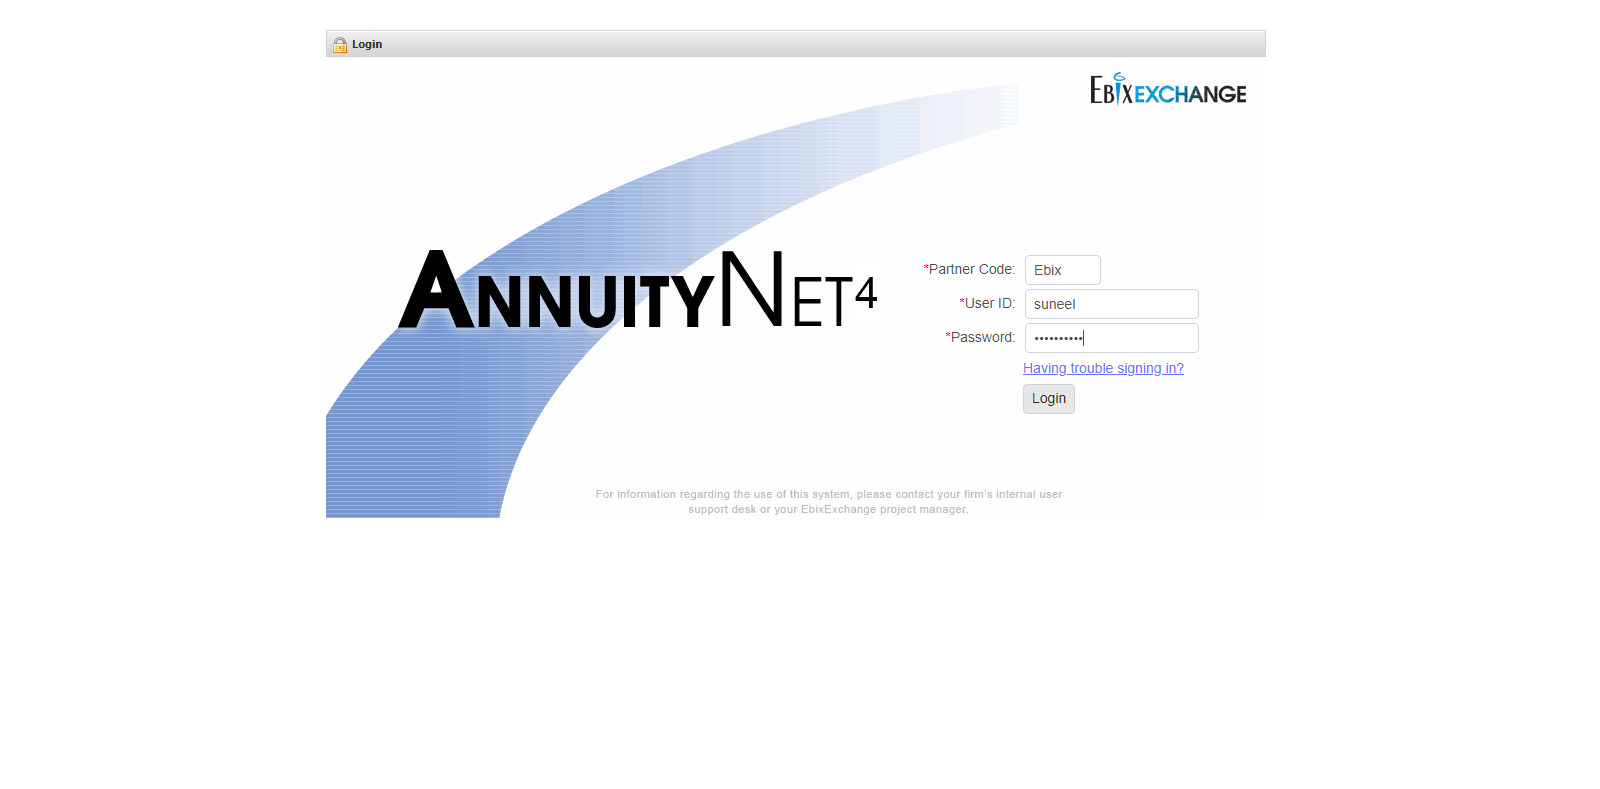 Login
EbixEXCHANGE
ANNUITYNET4
*Partner Code: Ebix
*User ID: suneel
*Password: ••••••••••
Having trouble signing in?
Login
For information regarding the use of this system, please contact your firm's internal user
support desk or your EbixExchange project manager.